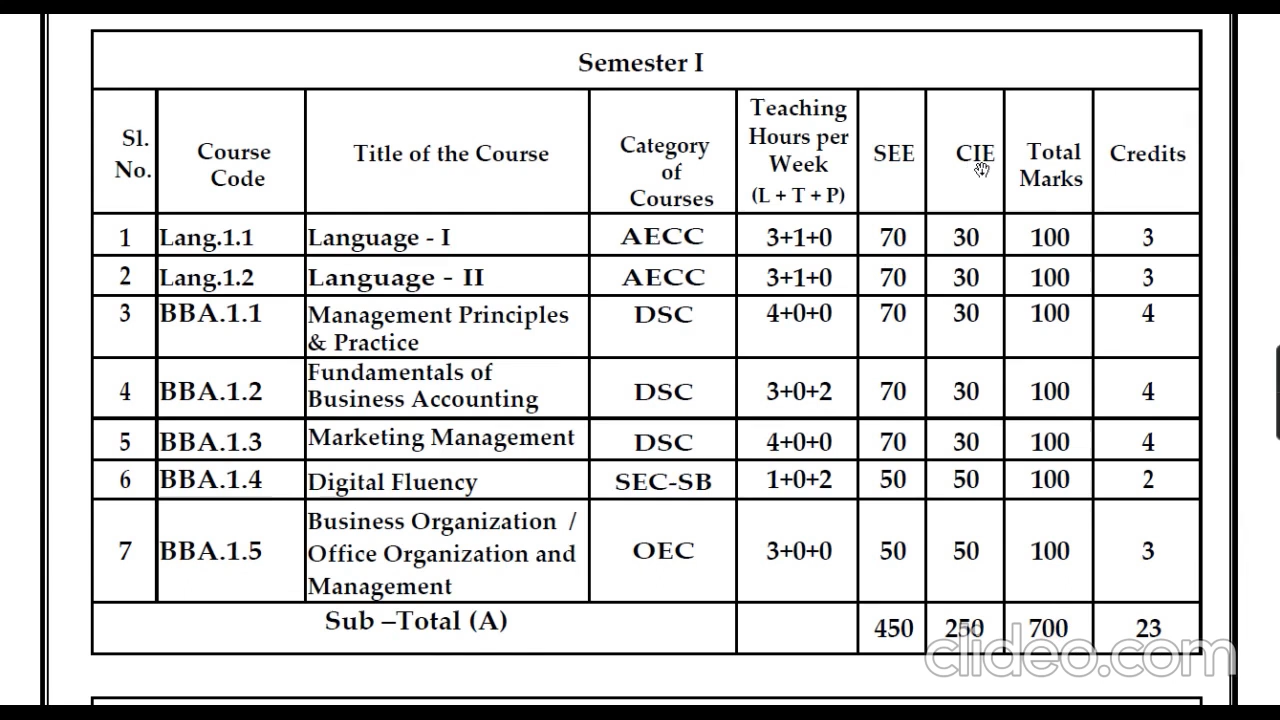 Semester I
Sl. No. Course Code Title of the Course Category of Courses Teaching Hours per Week (L + T + P) SEE CIE Total Marks Credits
1 Lang.1.1 Language - I AECC 3+1+0 70 30 100 3
2 Lang.1.2 Language - II AECC 3+1+0 70 30 100 3
3 BBA.1.1 Management Principles & Practice DSC 4+0+0 70 30 100 4
4 BBA.1.2 Fundamentals of Business Accounting DSC 3+0+2 70 30 100 4
5 BBA.1.3 Marketing Management DSC 4+0+0 70 30 100 4
6 BBA.1.4 Digital Fluency SEC-SB 1+0+2 50 50 100 2
7 BBA.1.5 Business Organization / Office Organization and Management OEC 3+0+0 50 50 100 3
Sub –Total (A) 450 250 700 23
clideo.com